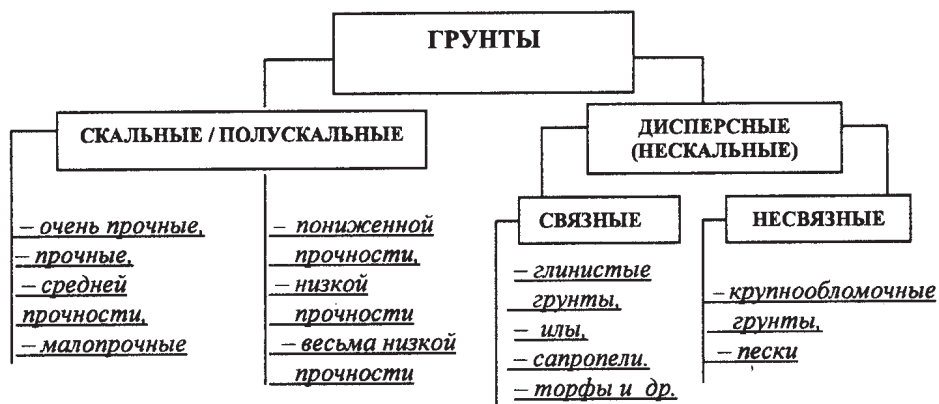 ГРУНТЫ
СКАЛЬНЫЕ / ПОЛУСКАЛЬНЫЕ
– очень прочные,
– прочные,
– средней
прочности,
– малопрочные
– пониженной
прочности,
– низкой
прочности
– весьма низкой
прочности
ДИСПЕРСНЫЕ
(НЕСКАЛЬНЫЕ)
СВЯЗНЫЕ
– глинистые
грунты,
– илы,
– сапропели.
– торфы и др.
НЕСВЯЗНЫЕ
– крупнообломочные
грунты,
– пески